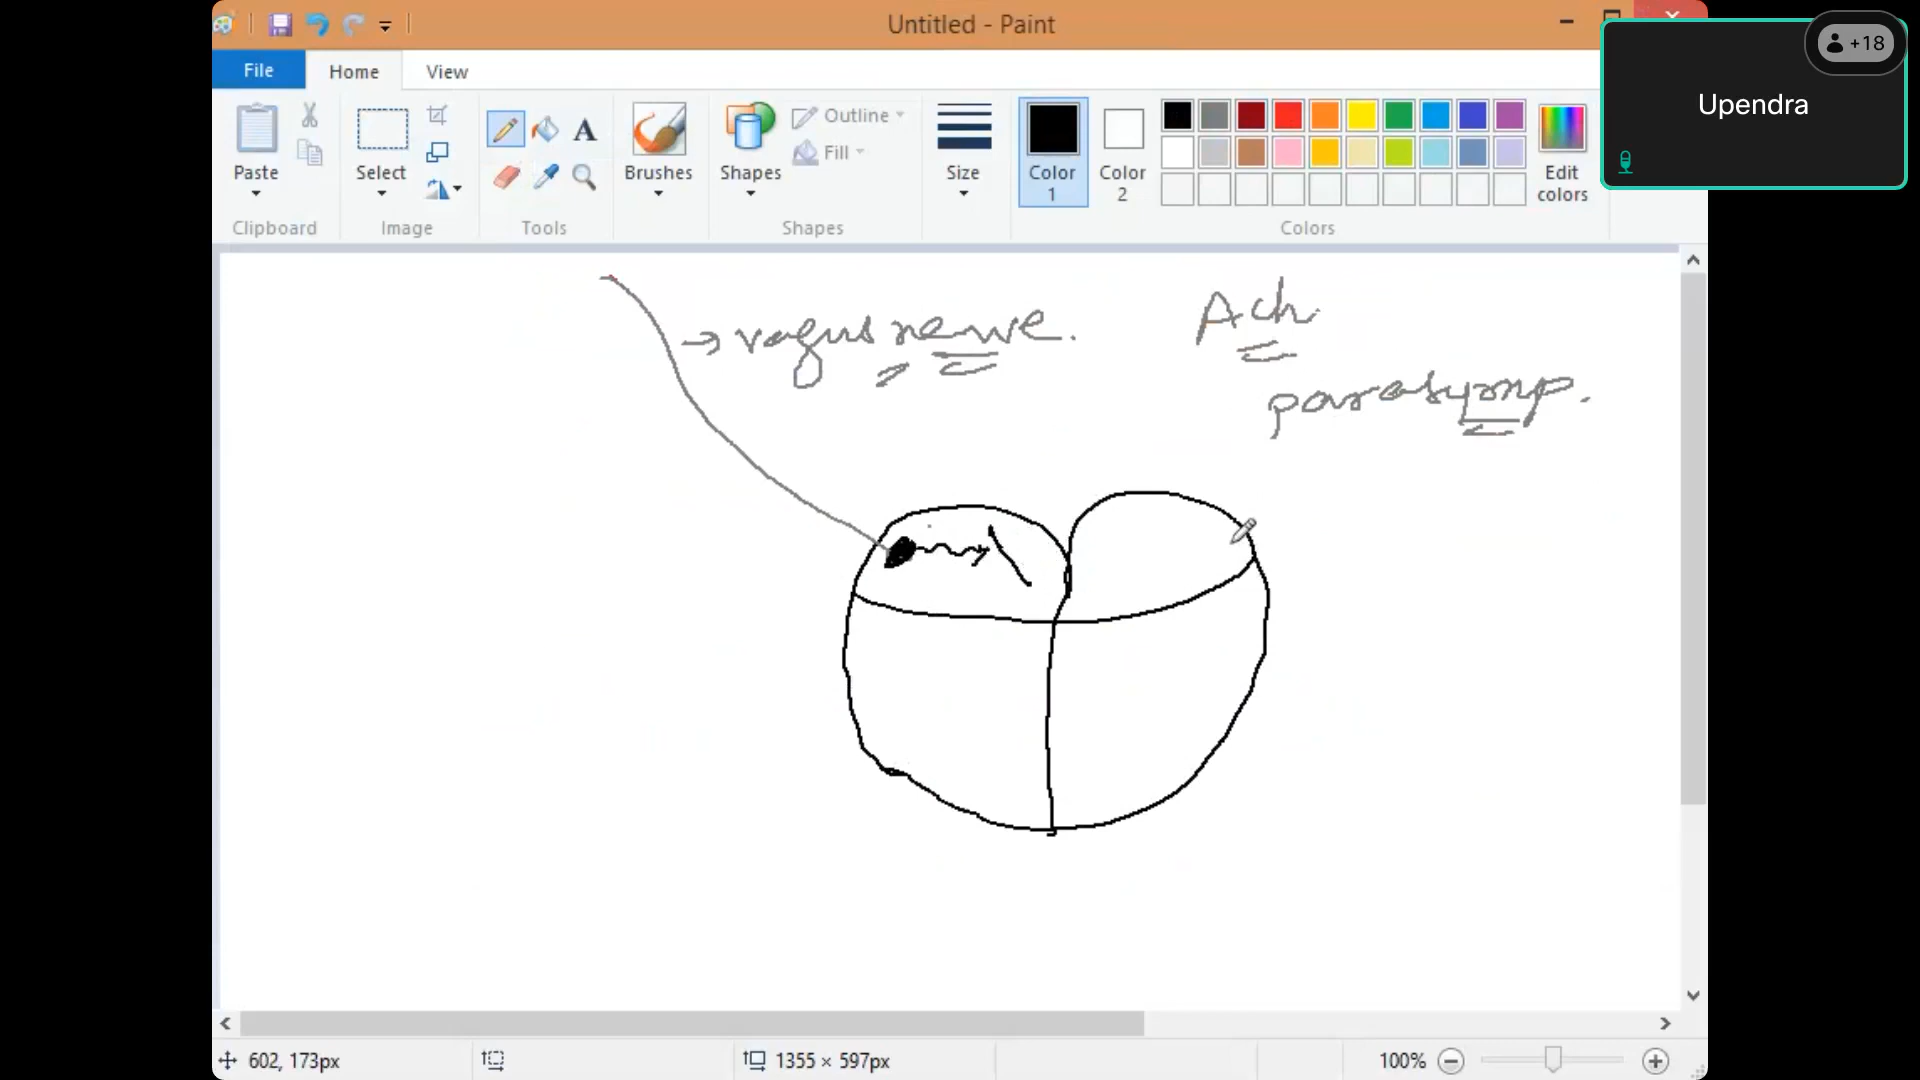 Untitled - Paint
+18
Upendra
File Home View
Outline
Fill
Paste Select Brushes Shapes Size Color 1 Color 2 Edit colors
Clipboard Image Tools Shapes Colors
→ vagus nerve.
Ach
parasymp.
602, 173px 1355 × 597px 100%